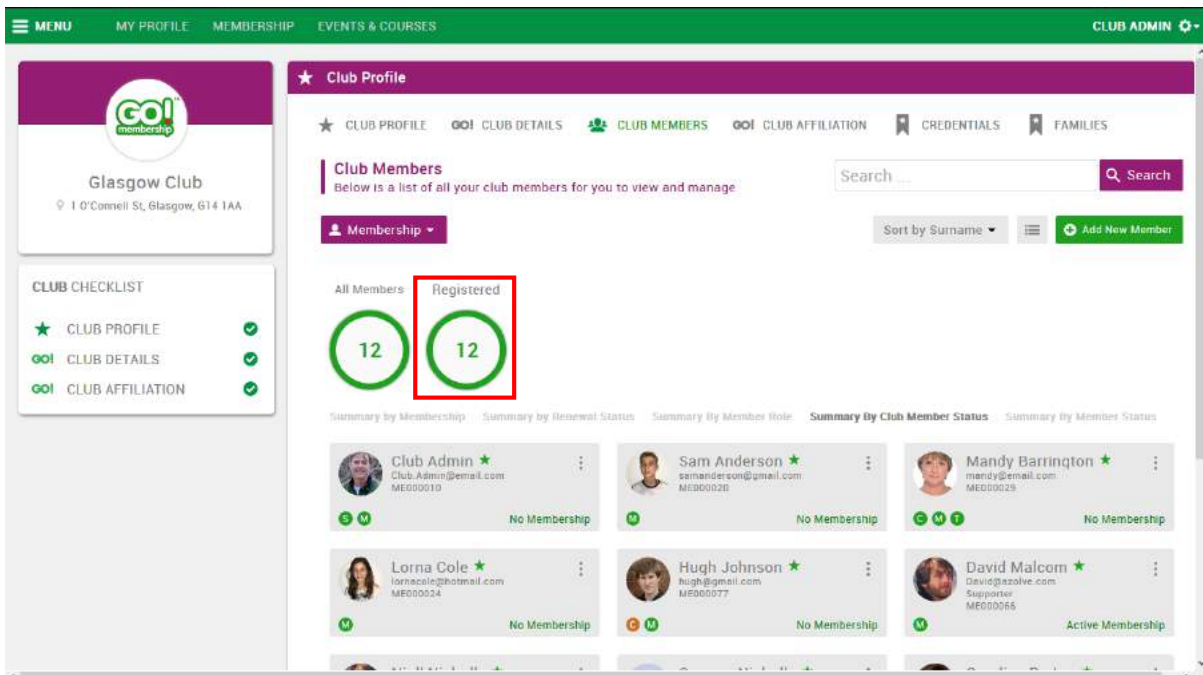 MENU MY PROFILE MEMBERSHIP EVENTS & COURSES CLUB ADMIN
GO!
membership
Glasgow Club
1 O'Connell St, Glasgow, G14 1AA
CLUB CHECKLIST
CLUB PROFILE
GO! CLUB DETAILS
GO! CLUB AFFILIATION
Club Profile
CLUB PROFILE GO! CLUB DETAILS CLUB MEMBERS GO! CLUB AFFILIATION CREDENTIALS FAMILIES
Club Members
Below is a list of all your club members for you to view and manage
Search ... Search
Membership Sort by Surname Add New Member
All Members Registered
12 12
Summary by Membership Summary by Renewal Status Summary By Member Role Summary By Club Member Status Summary By Member Status
Club Admin
Club.Admin@email.com
ME000010
S M No Membership
Sam Anderson
samanderson@gmail.com
ME000028
M No Membership
Mandy Barrington
mandy@email.com
ME000029
C M T No Membership
Lorna Cole
lornacole@hotmail.com
ME000024
M No Membership
Hugh Johnson
hugh@gmail.com
ME000077
C M No Membership
David Malcom
David@azolve.com
Supporter
ME000066
M Active Membership